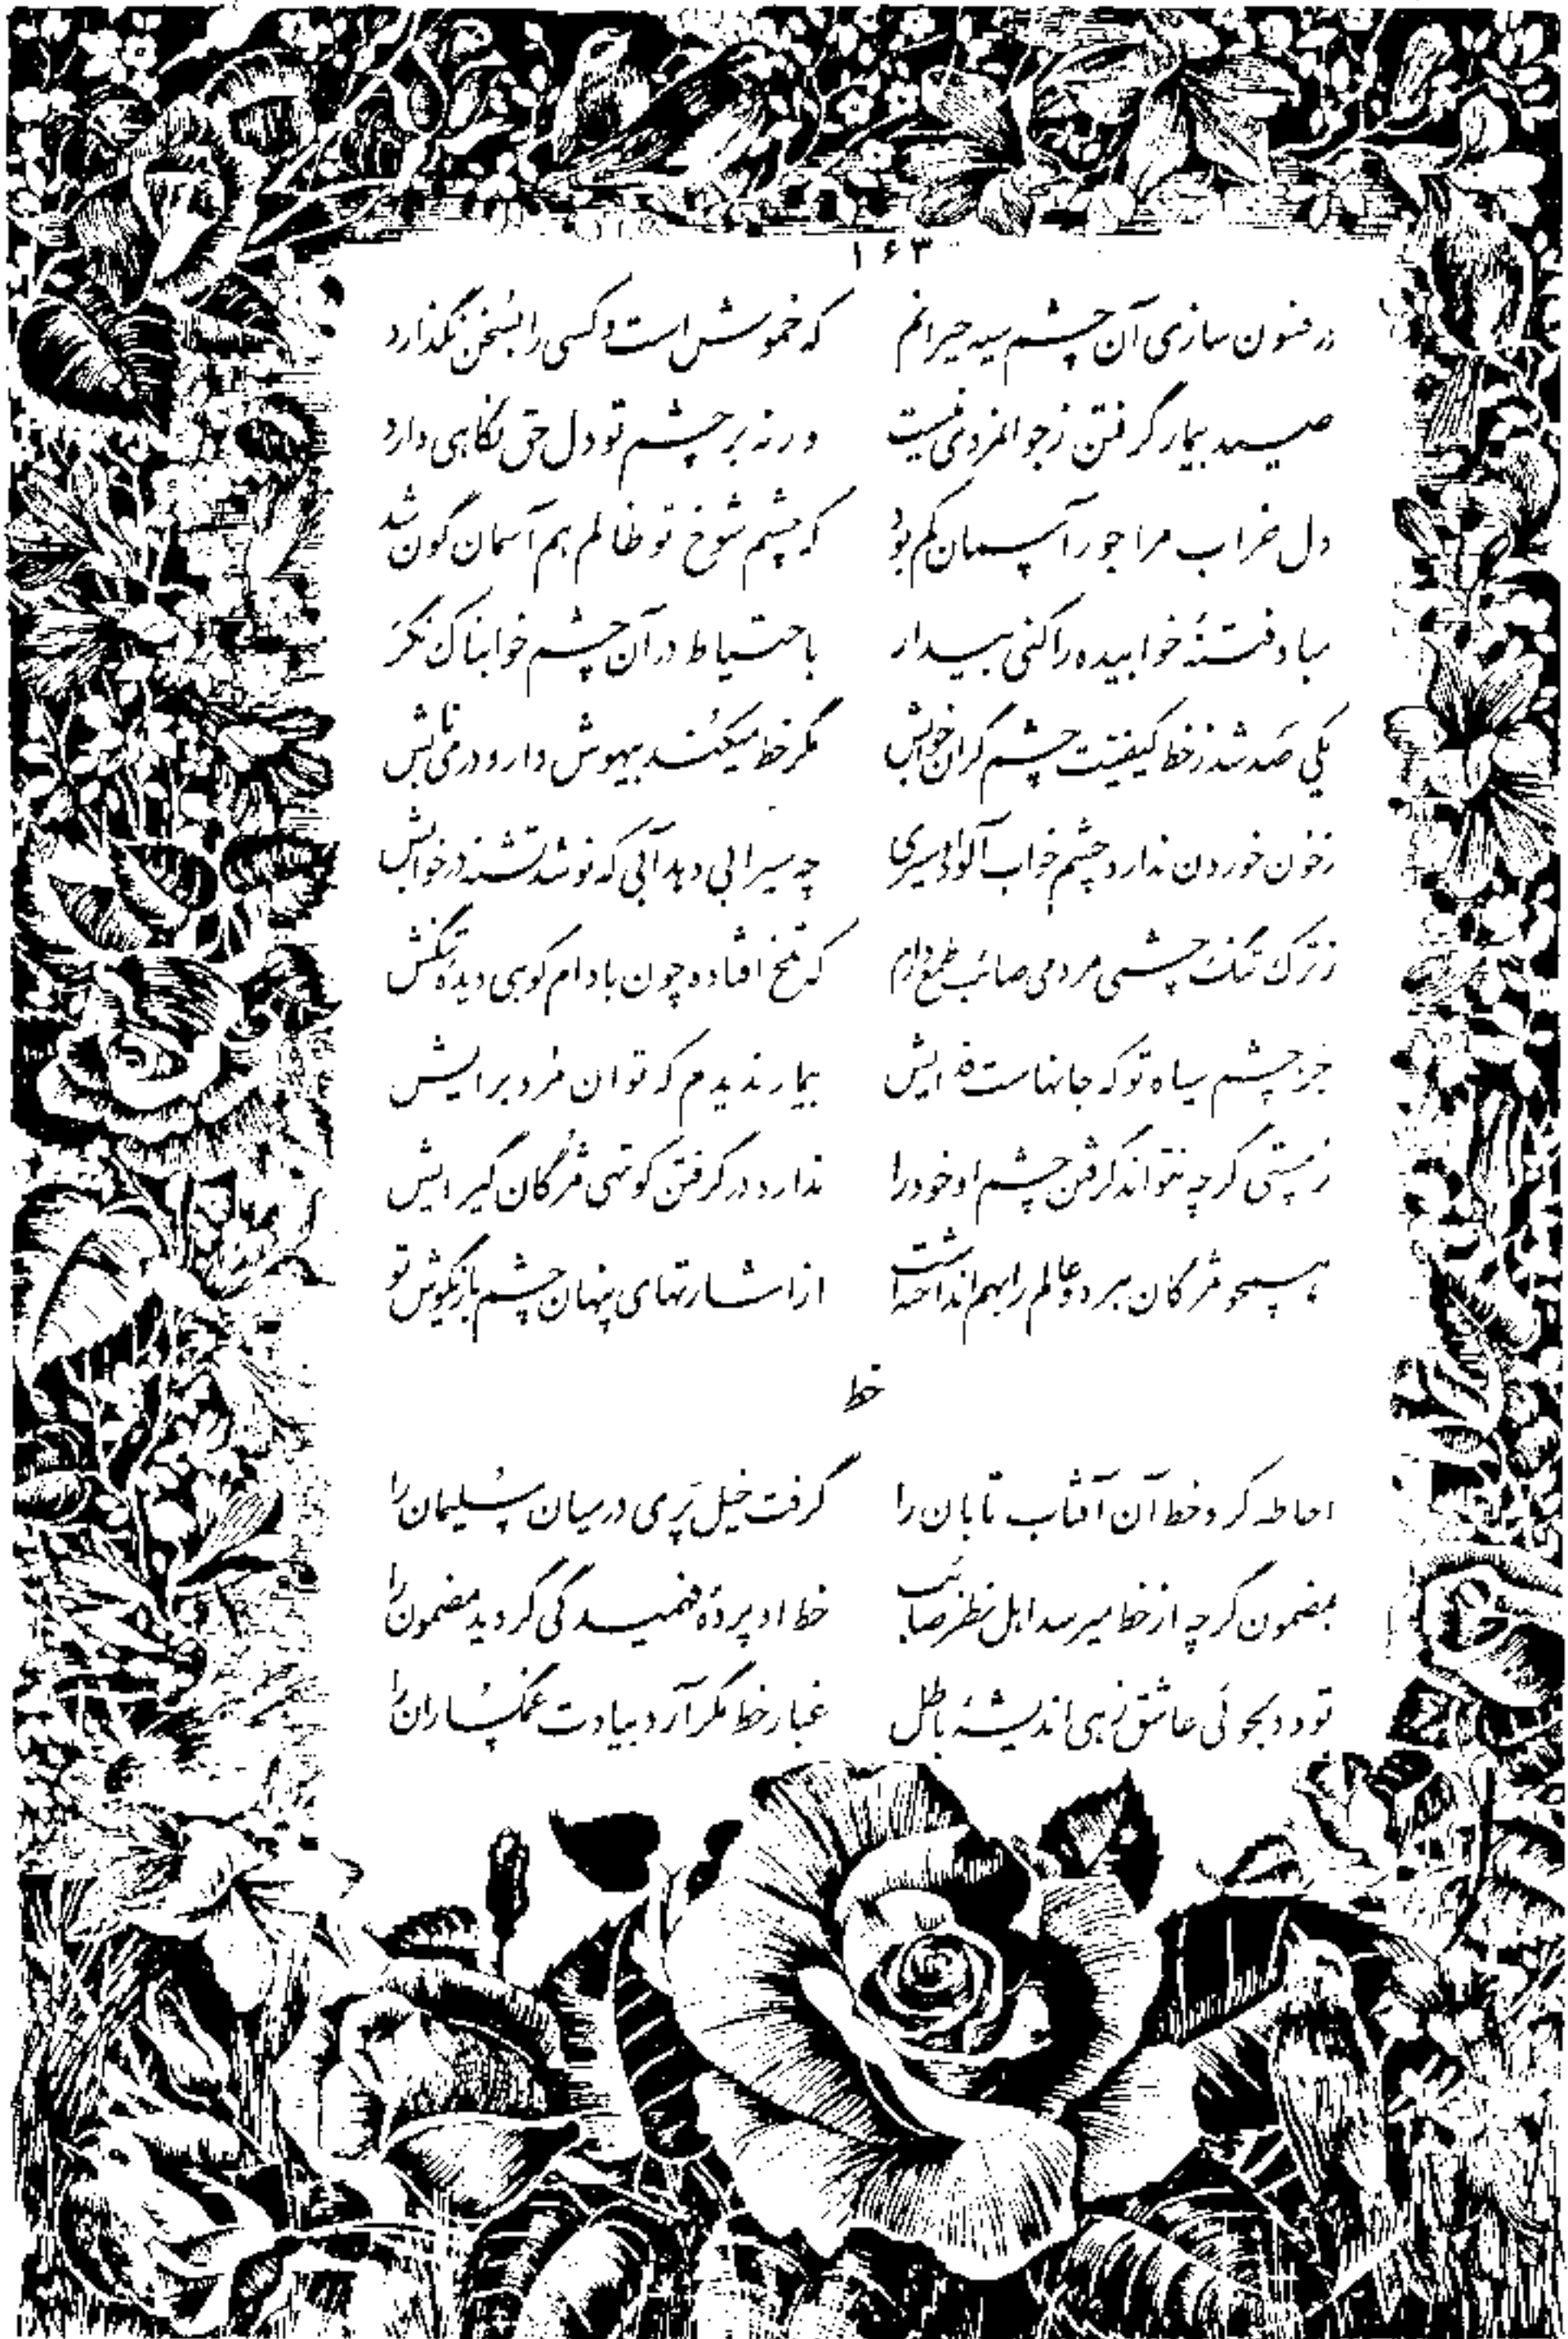 ۱۶۳
در فسون سازی آن چشم سیه حیرانم که خموش است و کسی را بسخن نگذارد
صید بیمار گرفتن ز جوانمردی نیست ورنه بر چشم تو دل حق نگاهی دارد
دل خراب مرا جور آسمان کم بود که چشم شوخ تو ظالم هم آسمان گون شد
مباد فتنهٔ خوابیده را کنی بیدار باحتیاط در آن چشم خوابناک نگر
یکی صد شد ز خط کیفیت چشم گران خوابش مگر خط میکند بیهوش دارو در می نابش
ز خون خوردن ندارد چشم خواب آلود او سیری چه سیرابی دهد آبی که نوشد تشنه در خوابش
ز ترک تنگ چشمی مردمی صائب طمع دارم که تلخ افتاده چون بادام کوهی دیده تنگش
جز چشم سیاه تو که جانهاست فدایش بیمار ندیدم که توان مرد برایش
ز مستی گرچه نتواند گرفتن چشم او خود را ندارد در گرفتن کوتهی مژگان گیرایش
همچو مژگان هر دو عالم را بهم انداخته است از اشارتهای پنهان چشم بازیگوش تو
خط
احاطه کرد خط آن آفتاب تابان را گرفت خیل پری در میان سلیمان را
بمضمون گرچه از خط میرسد اهل نظر صائب خط او پردهٔ فهمیدگی گردید مضمون را
تو و دلجوئی عاشق زهی اندیشهٔ باطل غبار خط مگر آرد بیادت غمگساران را